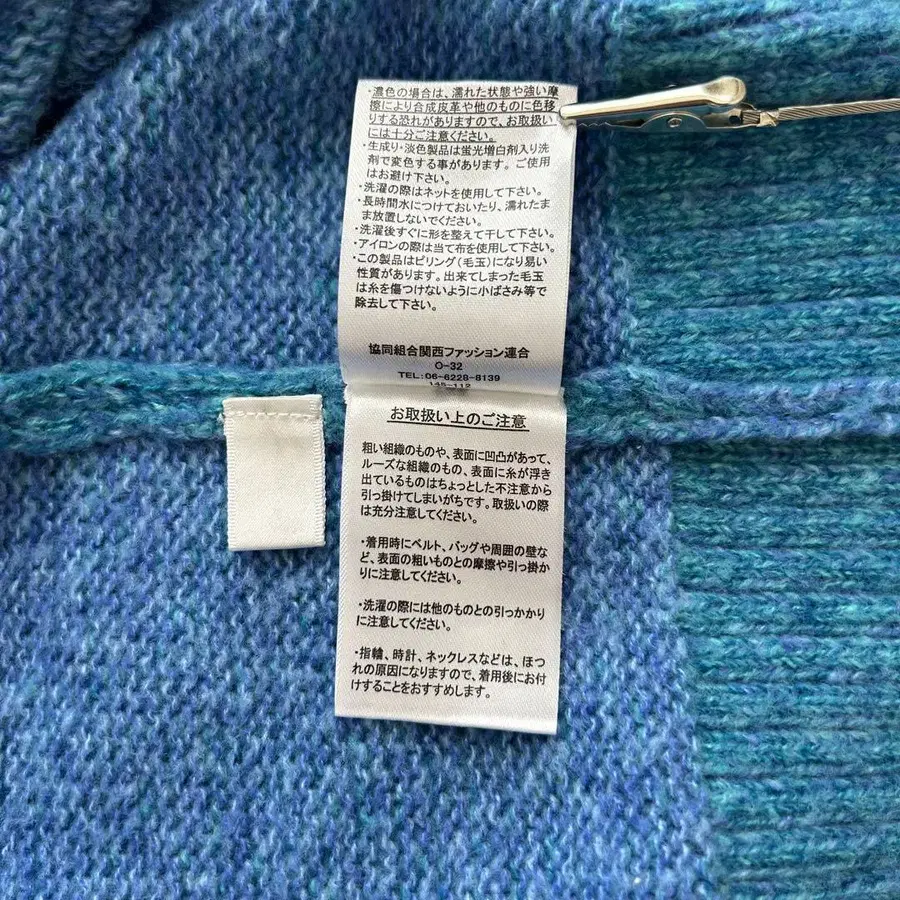 ・濃色の場合は、濡れた状態や強い摩
擦により合成皮革や他のものに色移
りする恐れがありますので、お取扱い
には十分ご注意ください。
・生成り・淡色製品は蛍光増白剤入り洗
剤で変色する事があります。ご使用
はお避け下さい。
・洗濯の際はネットを使用して下さい。
・長時間水につけておいたり、濡れたま
ま放置しないでください。
・洗濯後すぐに形を整えて干して下さい。
・アイロンの際は当て布を使用して下さい。
・この製品はピリング(毛玉)になり易い
性質があります。出来てしまった毛玉
は糸を傷つけないように小ばさみ等で
除去して下さい。
協同組合関西ファッション連合
O-32
TEL:06-6228-8139
145-112
お取扱い上のご注意
粗い組織のものや、表面に凹凸があって、
ルーズな組織のもの、表面に糸が浮き
出ているものはちょっとした不注意から
引っ掛けてしまいがちです。取扱いの際
は充分注意してください。
・着用時にベルト、バッグや周囲の壁な
ど、表面の粗いものとの摩擦や引っ掛か
りに注意してください。
・洗濯の際には他のものとの引っかかり
に注意してください。
・指輪、時計、ネックレスなどは、ほつ
れの原因になりますので、着用後にお付
けすることをおすすめします。